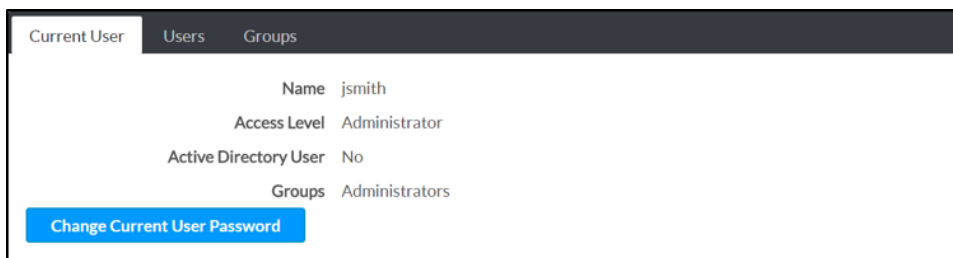 Current User Users Groups
Name jsmith
Access Level Administrator
Active Directory User No
Groups Administrators
Change Current User Password